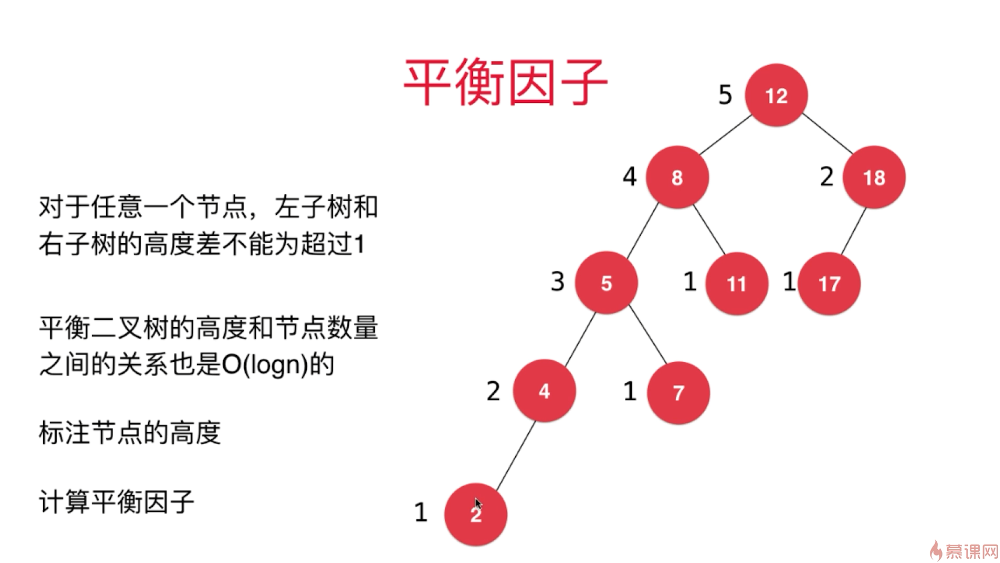 平衡因子
对于任意一个节点，左子树和
右子树的高度差不能为超过1
平衡二叉树的高度和节点数量
之间的关系也是O(logn)的
标注节点的高度
计算平衡因子
5 12
4 8 2 18
3 5 1 11 1 17
2 4 1 7
1 2
慕课网